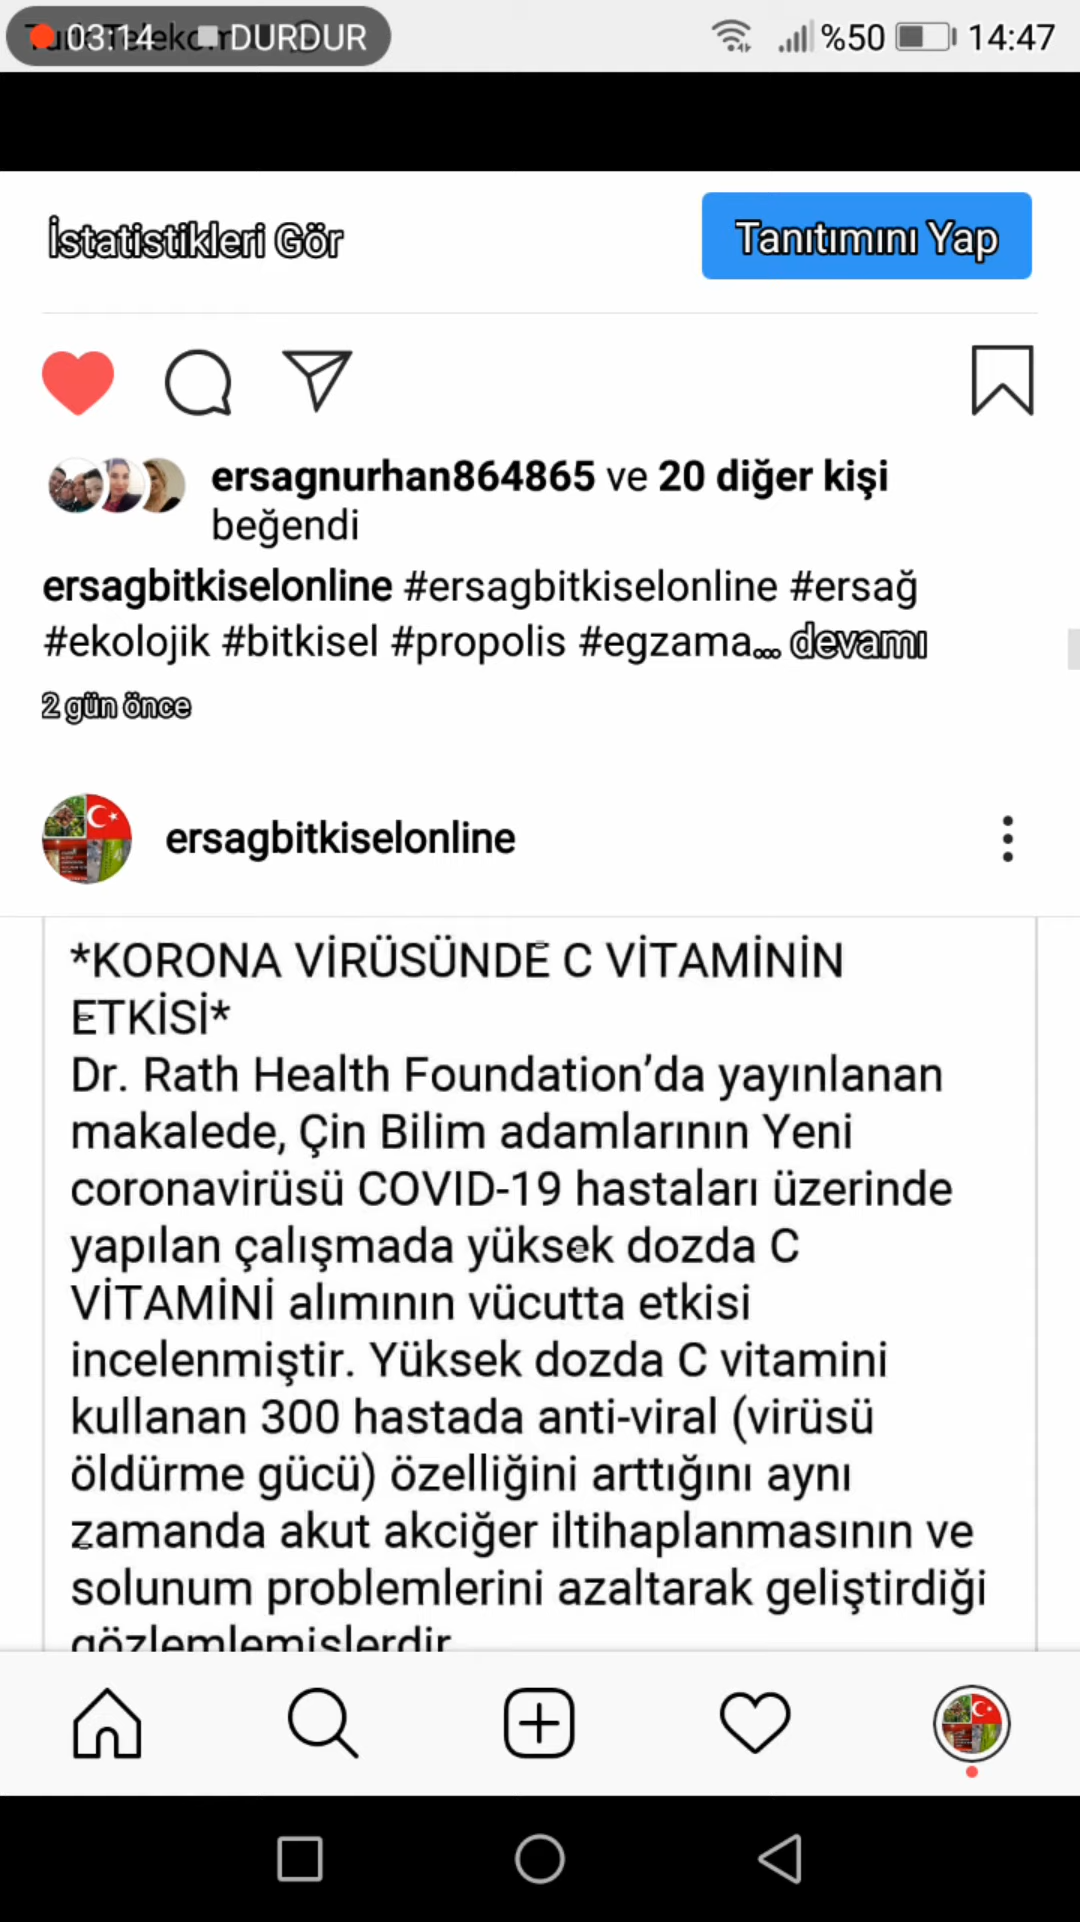 03:14 DURDUR %50 14:47
İstatistikleri Gör
Tanıtımını Yap
ersagnurhan864865 ve 20 diğer kişi
beğendi
ersagbitkiselonline #ersagbitkiselonline #ersağ
#ekolojik #bitkisel #propolis #egzama... devamı
2 gün önce
ersagbitkiselonline
*KORONA VİRÜSÜNDE C VİTAMİNİN
ETKİSİ*
Dr. Rath Health Foundation’da yayınlanan
makalede, Çin Bilim adamlarının Yeni
coronavirüsü COVID-19 hastaları üzerinde
yapılan çalışmada yüksek dozda C
VİTAMİNİ alımının vücutta etkisi
incelenmiştir. Yüksek dozda C vitamini
kullanan 300 hastada anti-viral (virüsü
öldürme gücü) özelliğini arttığını aynı
zamanda akut akciğer iltihaplanmasının ve
solunum problemlerini azaltarak geliştirdiği
gözlemlemişlerdir